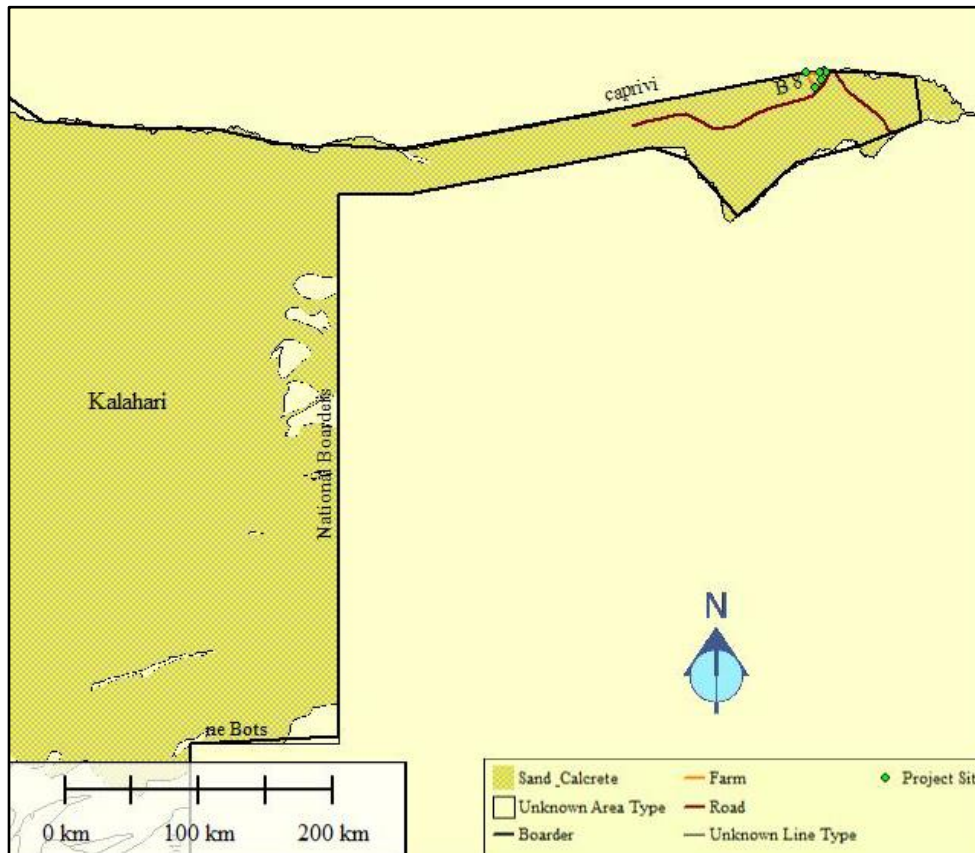 caprivi
B 8
Kalahari
National Boarders
N
ne Bots
0 km 100 km 200 km
Sand_Calcrete Farm Project Sit
Unknown Area Type Road
Boarder Unknown Line Type